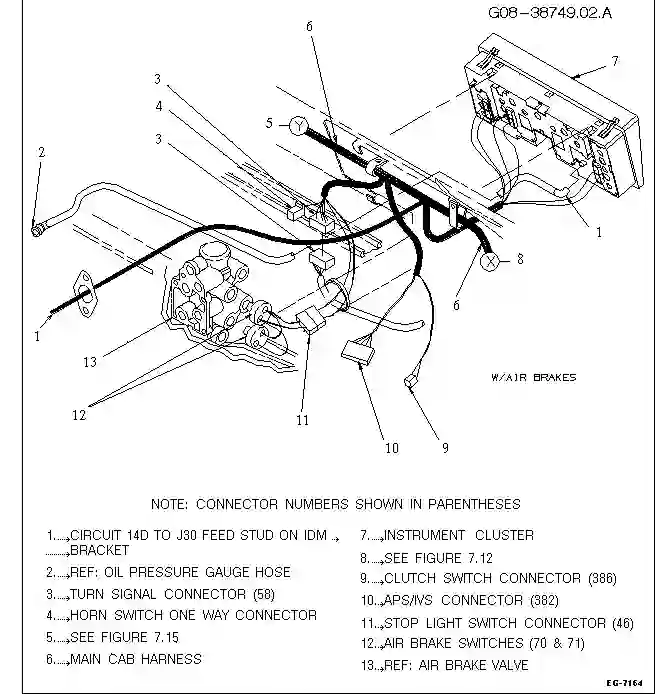 G08-38749.02.A
6
7
3
4
5
Y
3
2
1
8
X
6
1
13
W/AIR BRAKES
12
11
10
9
NOTE: CONNECTOR NUMBERS SHOWN IN PARENTHESES
1....→CIRCUIT 14D TO J30 FEED STUD ON IDM ..→
..........→BRACKET
2....→REF: OIL PRESSURE GAUGE HOSE
3....→TURN SIGNAL CONNECTOR (58)
4....→HORN SWITCH ONE WAY CONNECTOR
5....→SEE FIGURE 7.15
6....→MAIN CAB HARNESS
7....→INSTRUMENT CLUSTER
8....→SEE FIGURE 7.12
9....→CLUTCH SWITCH CONNECTOR (386)
10..→APS/IVS CONNECTOR (382)
11...→STOP LIGHT SWITCH CONNECTOR (46)
12..→AIR BRAKE SWITCHES (70 & 71)
13..→REF: AIR BRAKE VALVE
EG-7164